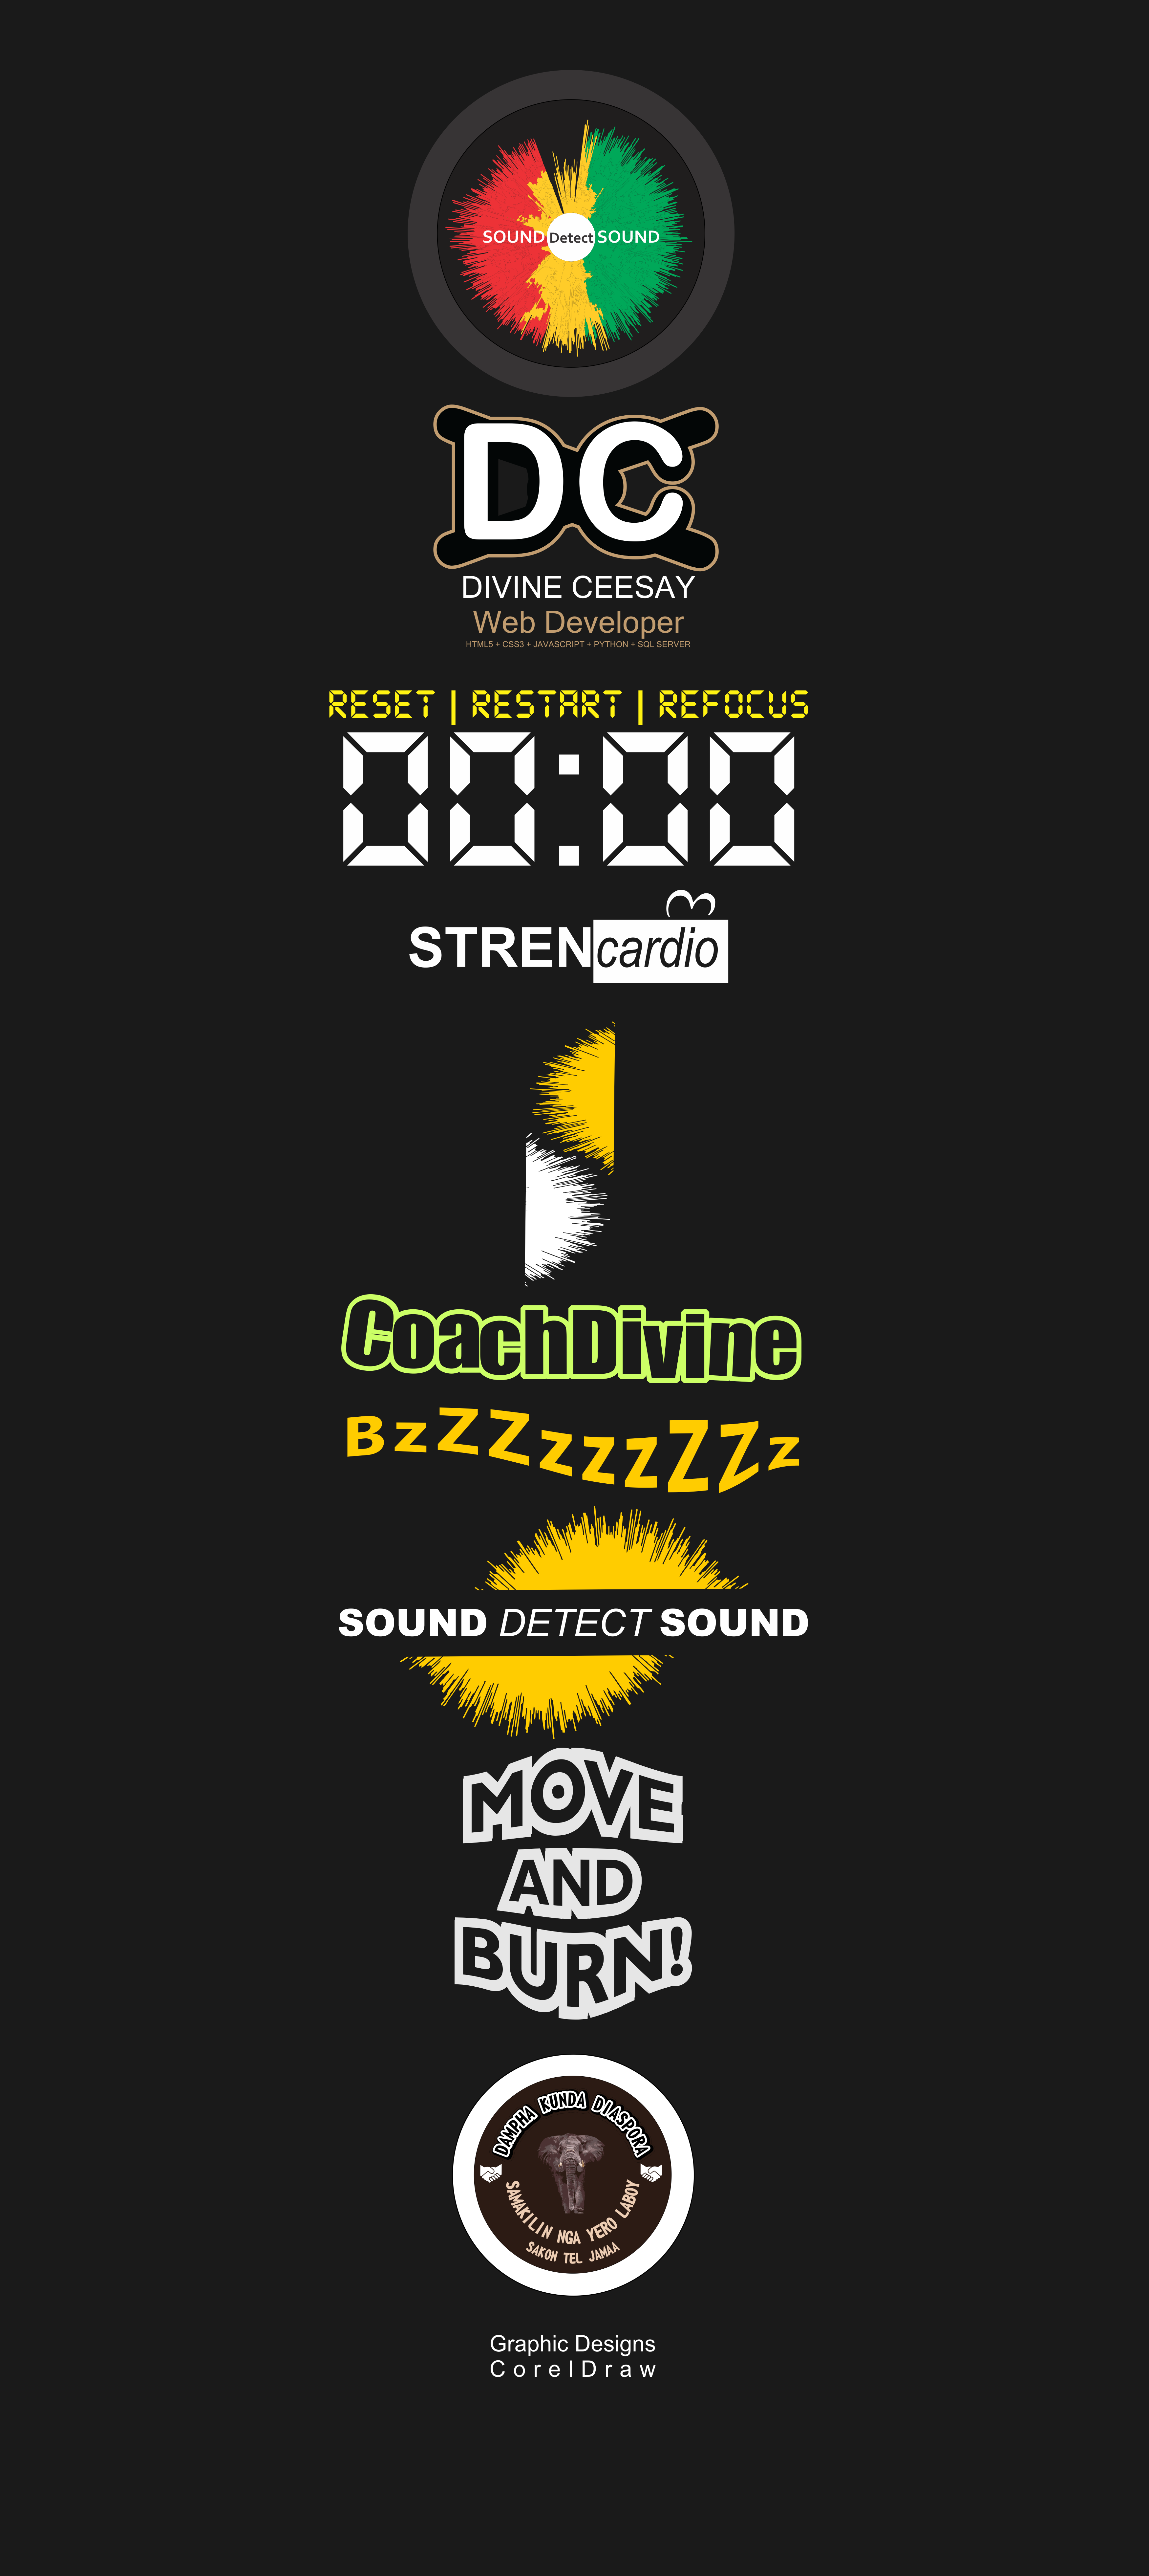 SOUND Detect SOUND
DC
DIVINE CEESAY
Web Developer
HTML5 + CSS3 + JAVASCRIPT + PYTHON + SQL SERVER
RESET | RESTART | REFOCUS
00:00
STRENcardio
CoachDivine
BzZZzzzZZz
SOUND DETECT SOUND
MOVE
AND
BURN!
DAMPHA KUNDA DIASPORA
SAMAKILIN NGA YERO LABOY
SAKON TEL JAMAA
Graphic Designs
CorelDraw